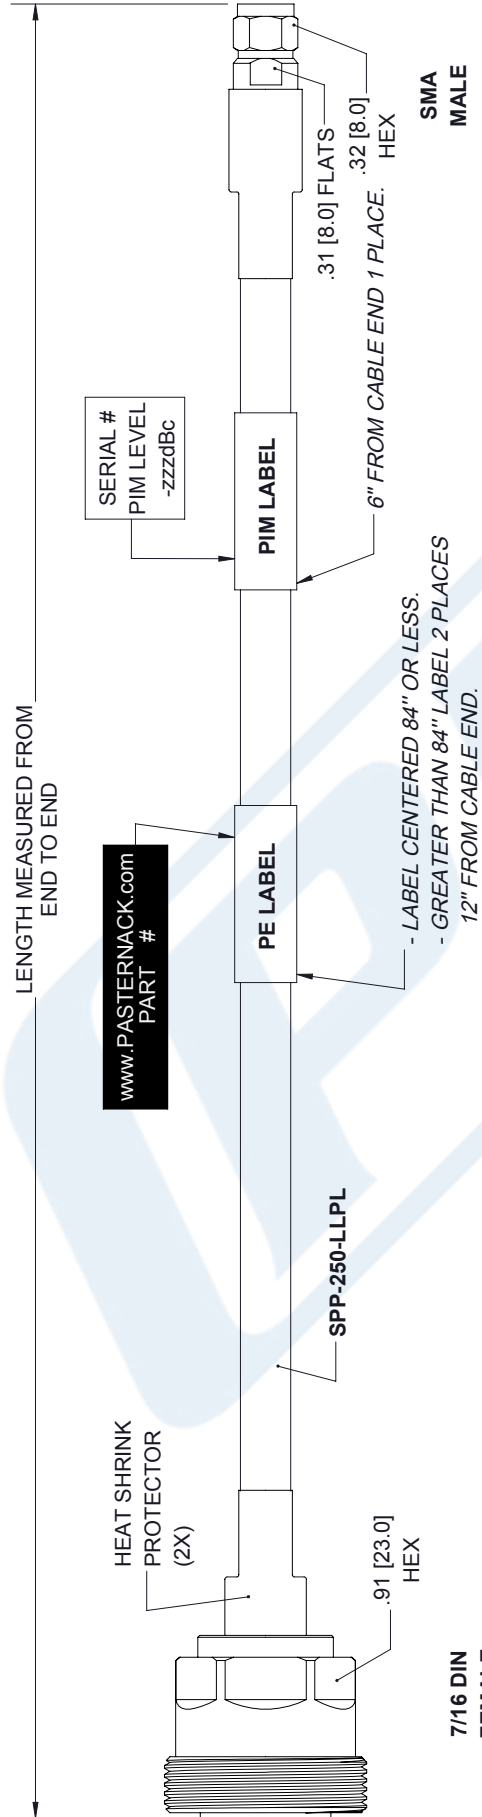 LENGTH MEASURED FROM
END TO END
HEAT SHRINK
PROTECTOR
(2X)
www.PASTERNACK.com
PART #
SERIAL #
PIM LEVEL
-zzzdBc
PE LABEL
PIM LABEL
SPP-250-LLPL
.91 [23.0]
HEX
.31 [8.0] FLATS
.32 [8.0]
HEX
6" FROM CABLE END 1 PLACE.
- LABEL CENTERED 84" OR LESS.
- GREATER THAN 84" LABEL 2 PLACES
12" FROM CABLE END.
7/16 DIN
SMA
MALE